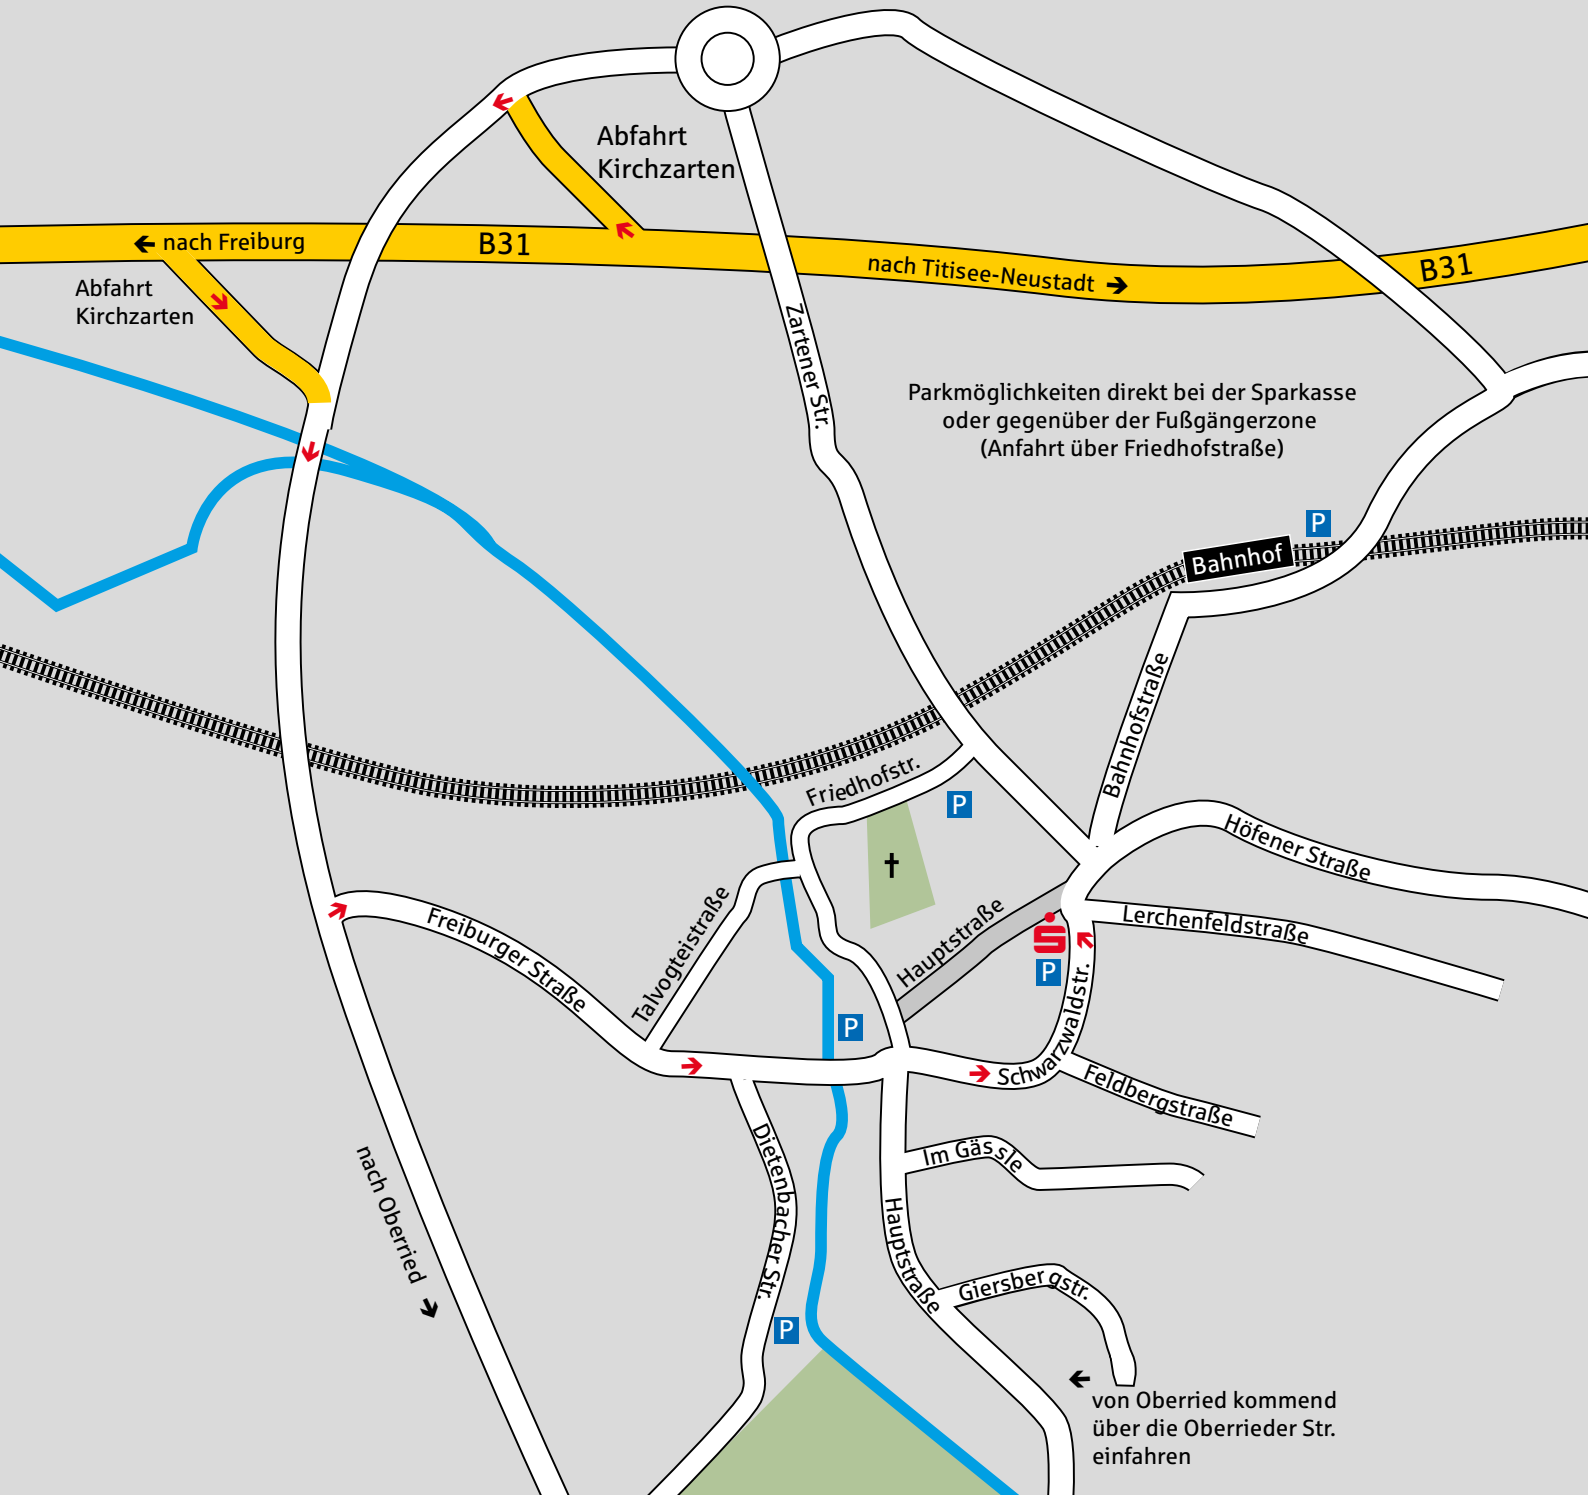 Abfahrt
Kirchzarten
nach Freiburg
B31
nach Titisee-Neustadt
B31
Abfahrt
Kirchzarten
Zartener Str.
Parkmöglichkeiten direkt bei der Sparkasse
oder gegenüber der Fußgängerzone
(Anfahrt über Friedhofstraße)
P
Bahnhof
Bahnhofstraße
Friedhofstr.
P
Höfener Straße
Talvogteistraße
Freiburger Straße
Hauptstraße
Lerchenfeldstraße
P
P
Schwarzwaldstr.
Feldbergstraße
Dietenbacher Str.
Im Gässle
nach Oberried
Hauptstraße
Giersbergstr.
P
von Oberried kommend
über die Oberrieder Str.
einfahren